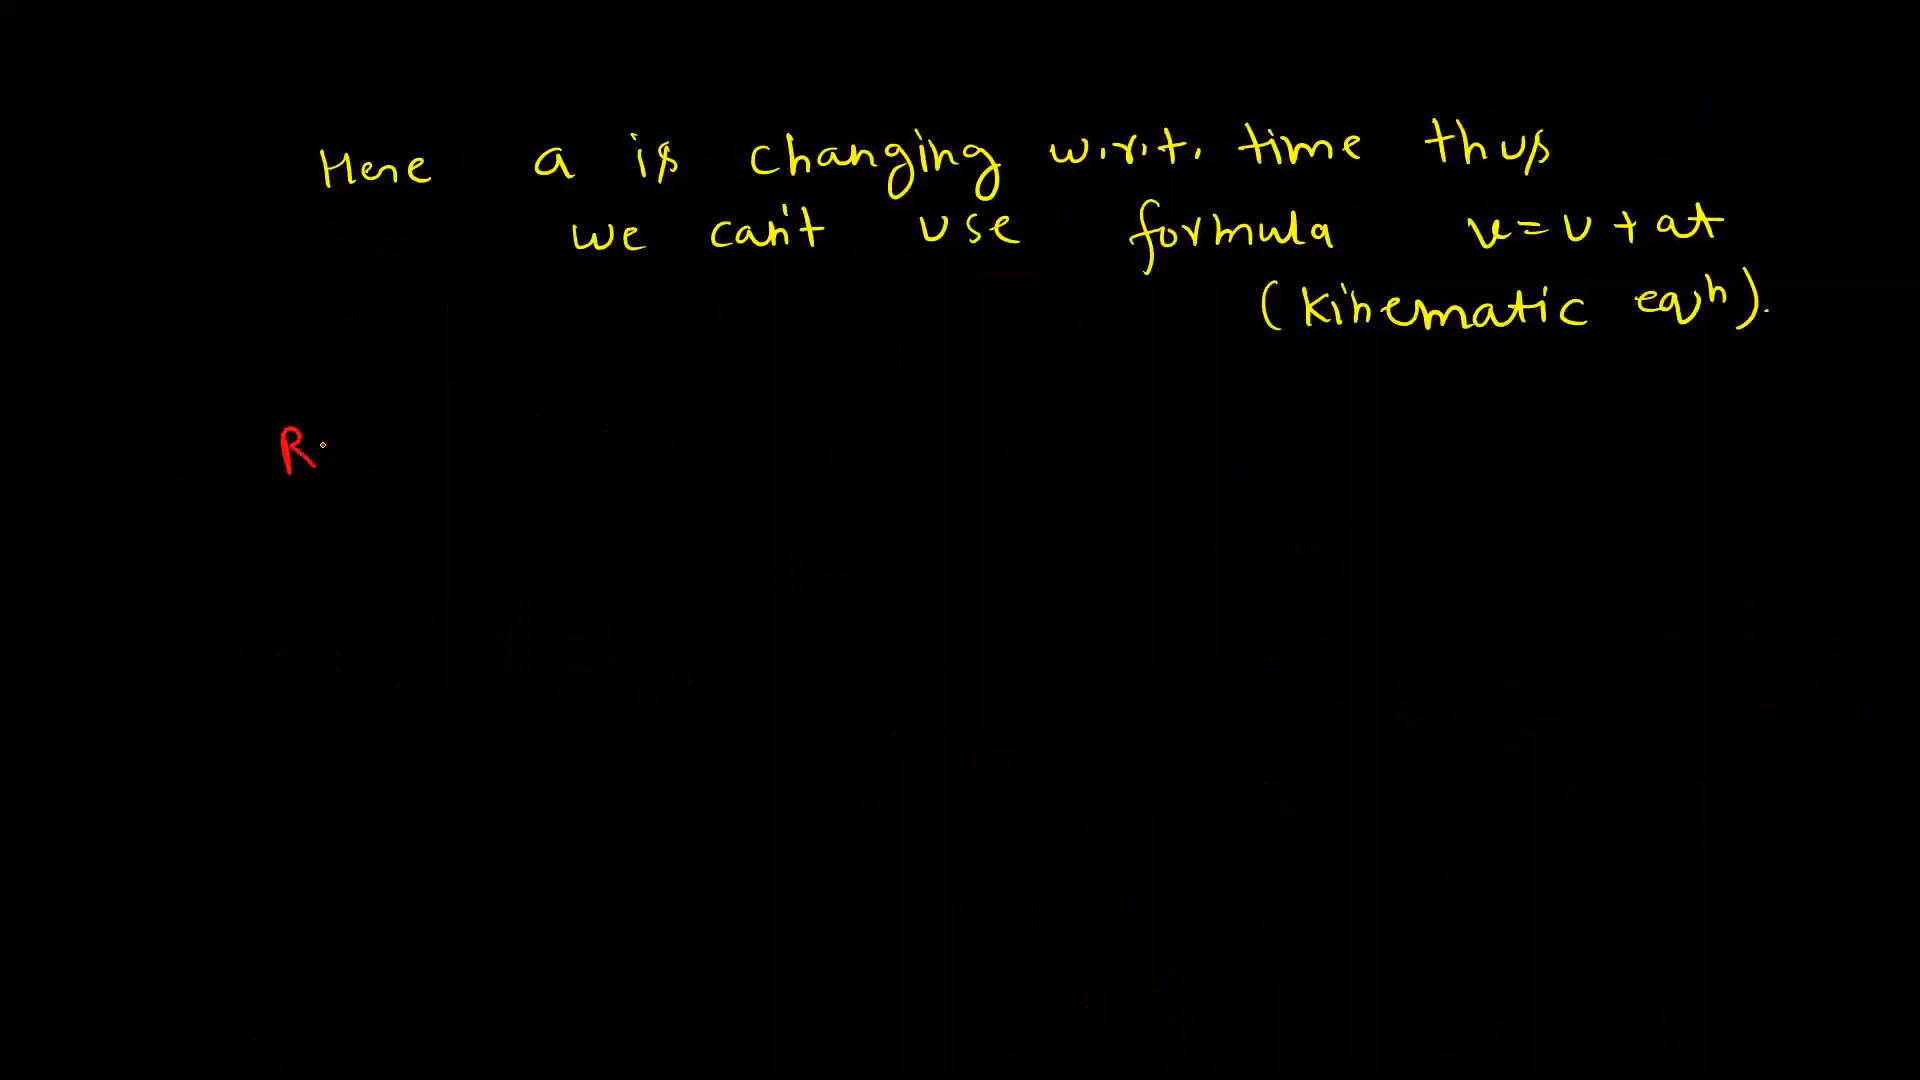 Here a is changing w.r.t. time thus
we can't use formula v=u+at
(kinematic eqn).
R.